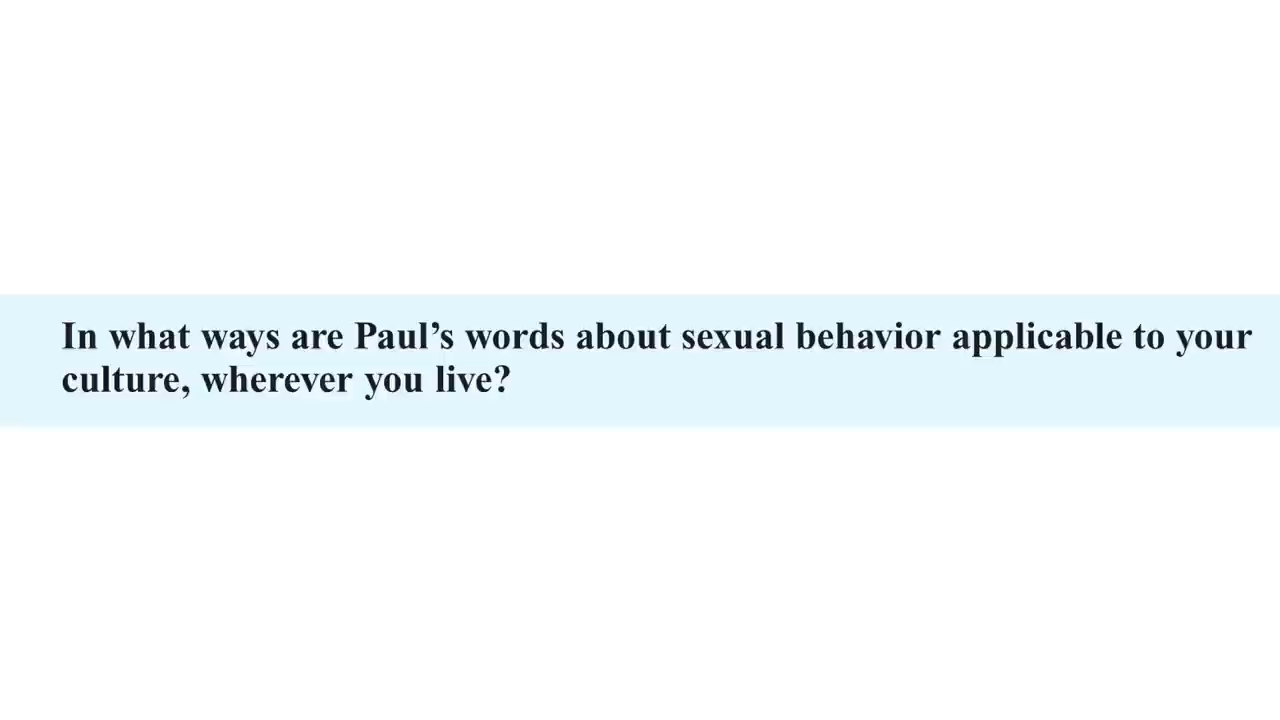 In what ways are Paul’s words about sexual behavior applicable to your
culture, wherever you live?